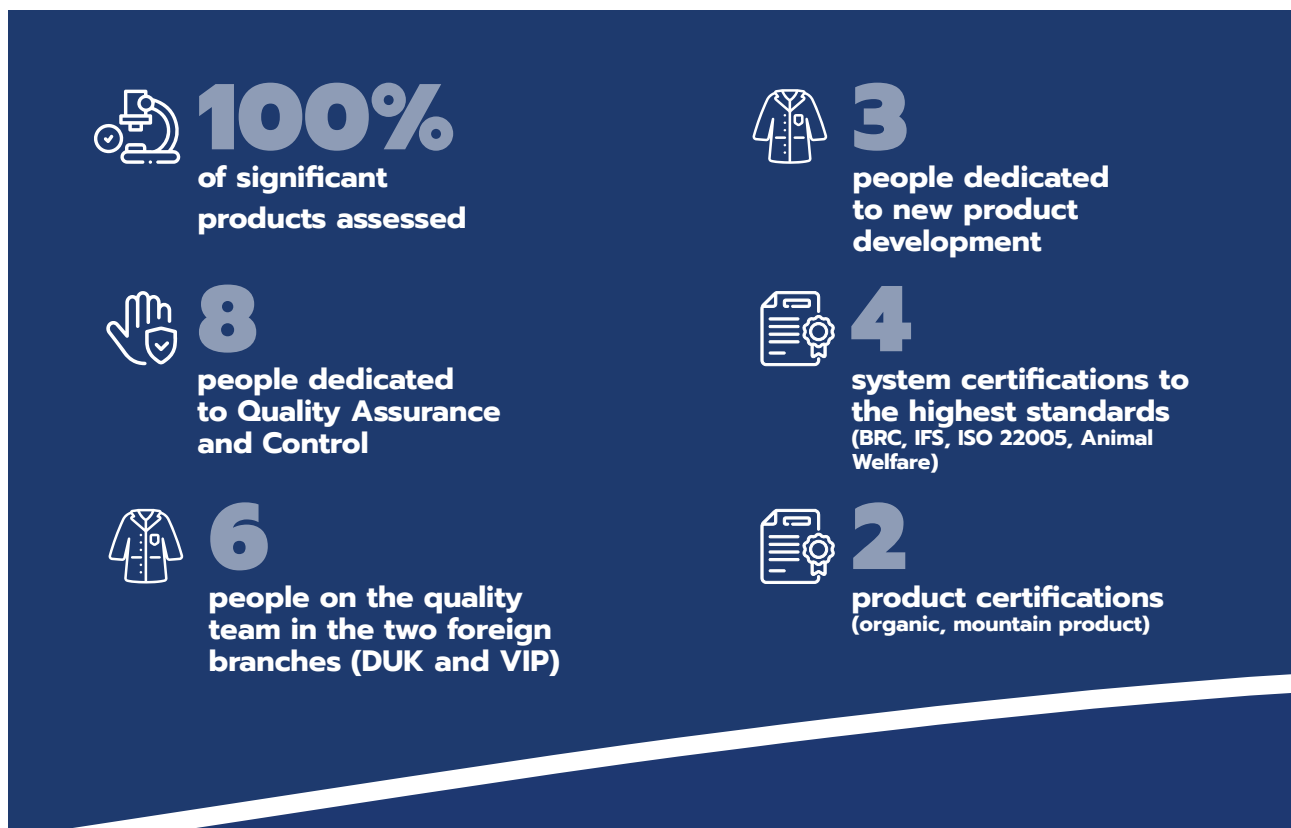 100%
of significant
products assessed
8
people dedicated
to Quality Assurance
and Control
6
people on the quality
team in the two foreign
branches (DUK and VIP)
3
people dedicated
to new product
development
4
system certifications to
the highest standards
(BRC, IFS, ISO 22005, Animal
Welfare)
2
product certifications
(organic, mountain product)